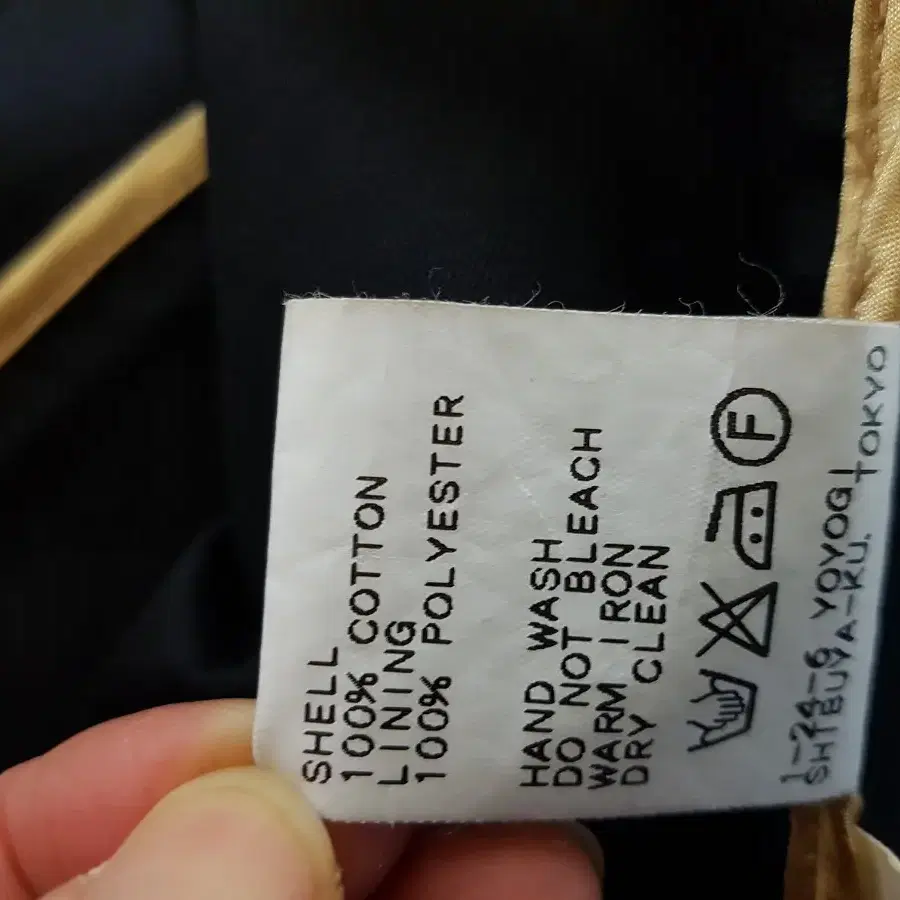 SHELL
100% COTTON
LINING
100% POLYESTER
HAND WASH
DO NOT BLEACH
WARM IRON
DRY CLEAN
F
1-24-6 YOYOGI
SHIBUYA-KU. TOKYO